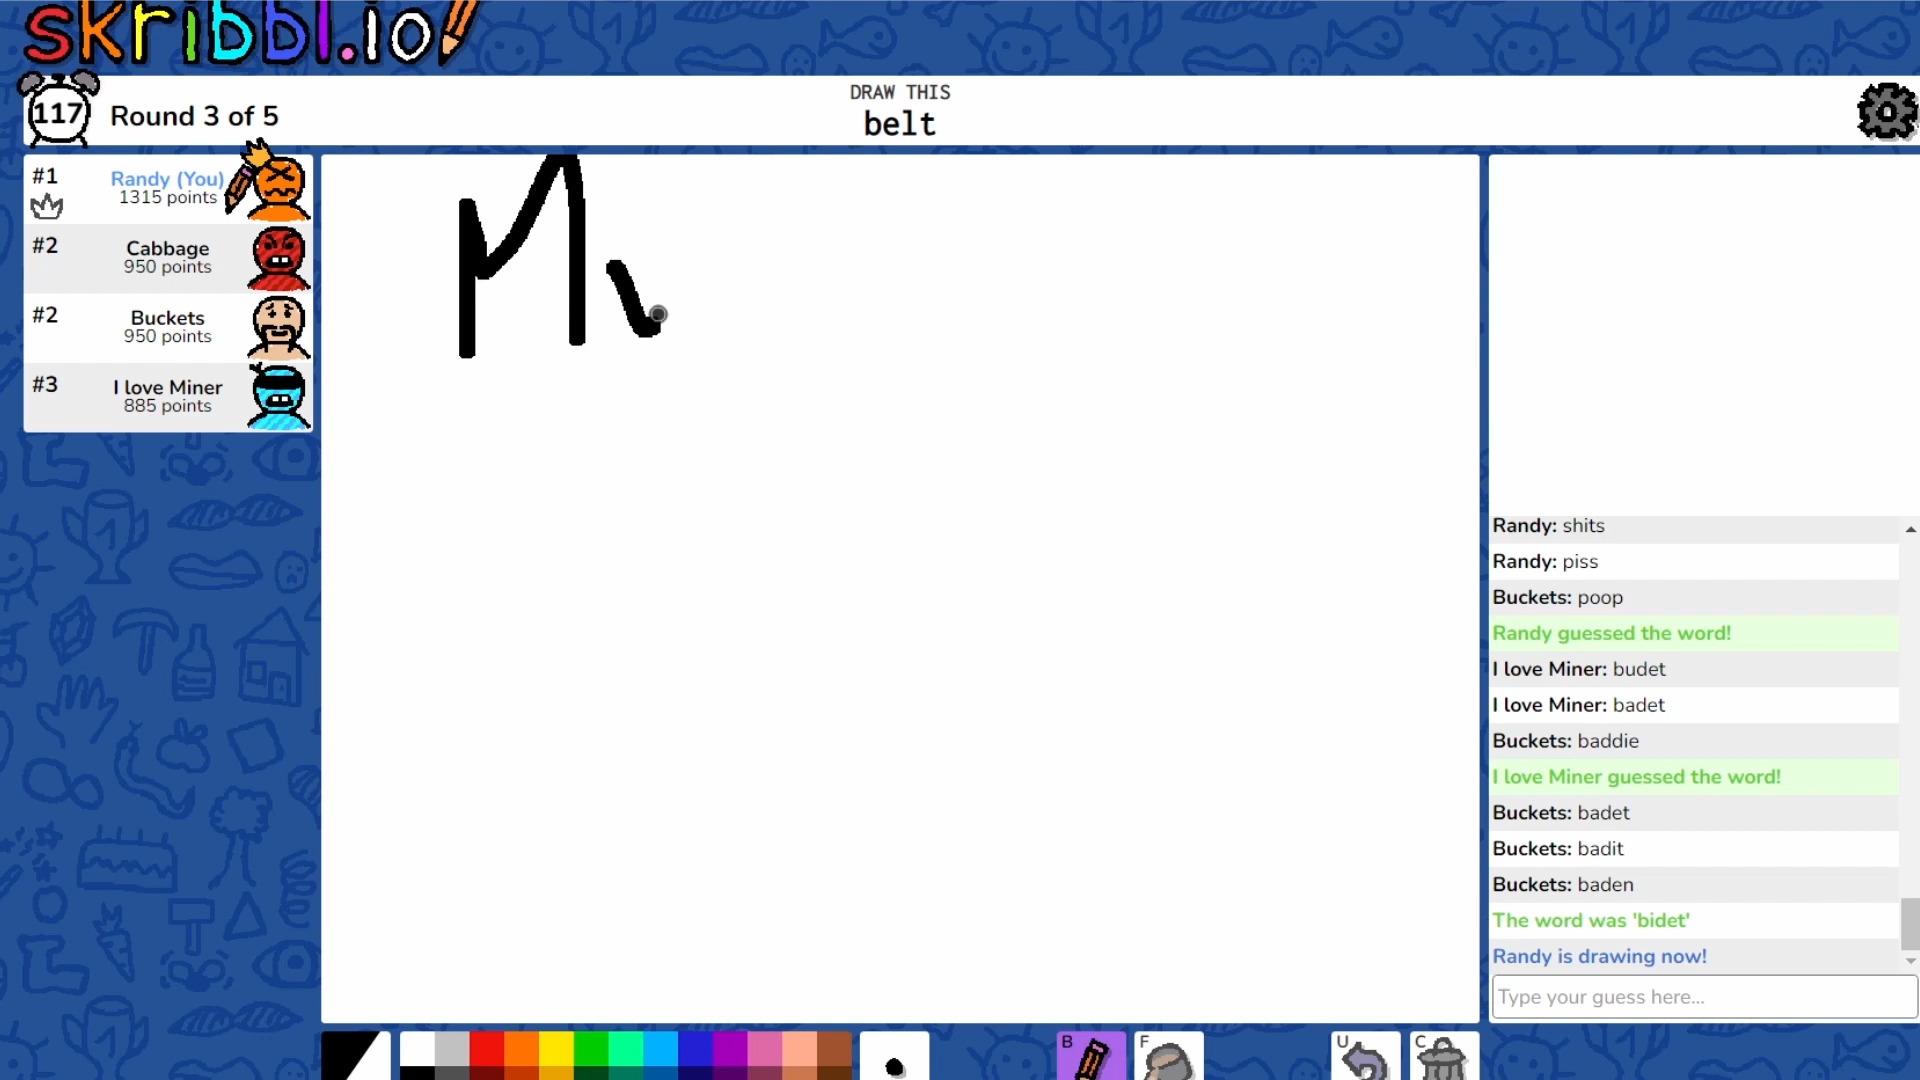 skribbl.io
117
Round 3 of 5
DRAW THIS
belt
#1
Randy (You)
1315 points
#2
Cabbage
950 points
#2
Buckets
950 points
#3
I love Miner
885 points
M
Randy: shits
Randy: piss
Buckets: poop
Randy guessed the word!
I love Miner: budet
I love Miner: badet
Buckets: baddie
I love Miner guessed the word!
Buckets: badet
Buckets: badit
Buckets: baden
The word was 'bidet'
Randy is drawing now!
Type your guess here...
B
F
U
C